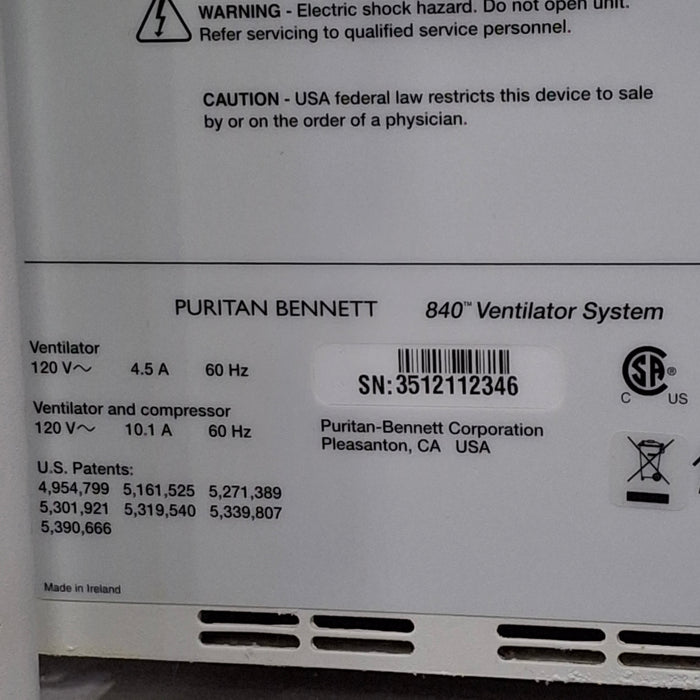 WARNING - Electric shock hazard. Do not open unit.
Refer servicing to qualified service personnel.
CAUTION - USA federal law restricts this device to sale
by or on the order of a physician.
PURITAN BENNETT 840™ Ventilator System
Ventilator
120 V~ 4.5 A 60 Hz
SN:3512112346
Ventilator and compressor
120 V~ 10.1 A 60 Hz
Puritan-Bennett Corporation
Pleasanton, CA USA
SA®
C US
U.S. Patents:
4,954,799 5,161,525 5,271,389
5,301,921 5,319,540 5,339,807
5,390,666
Made in Ireland